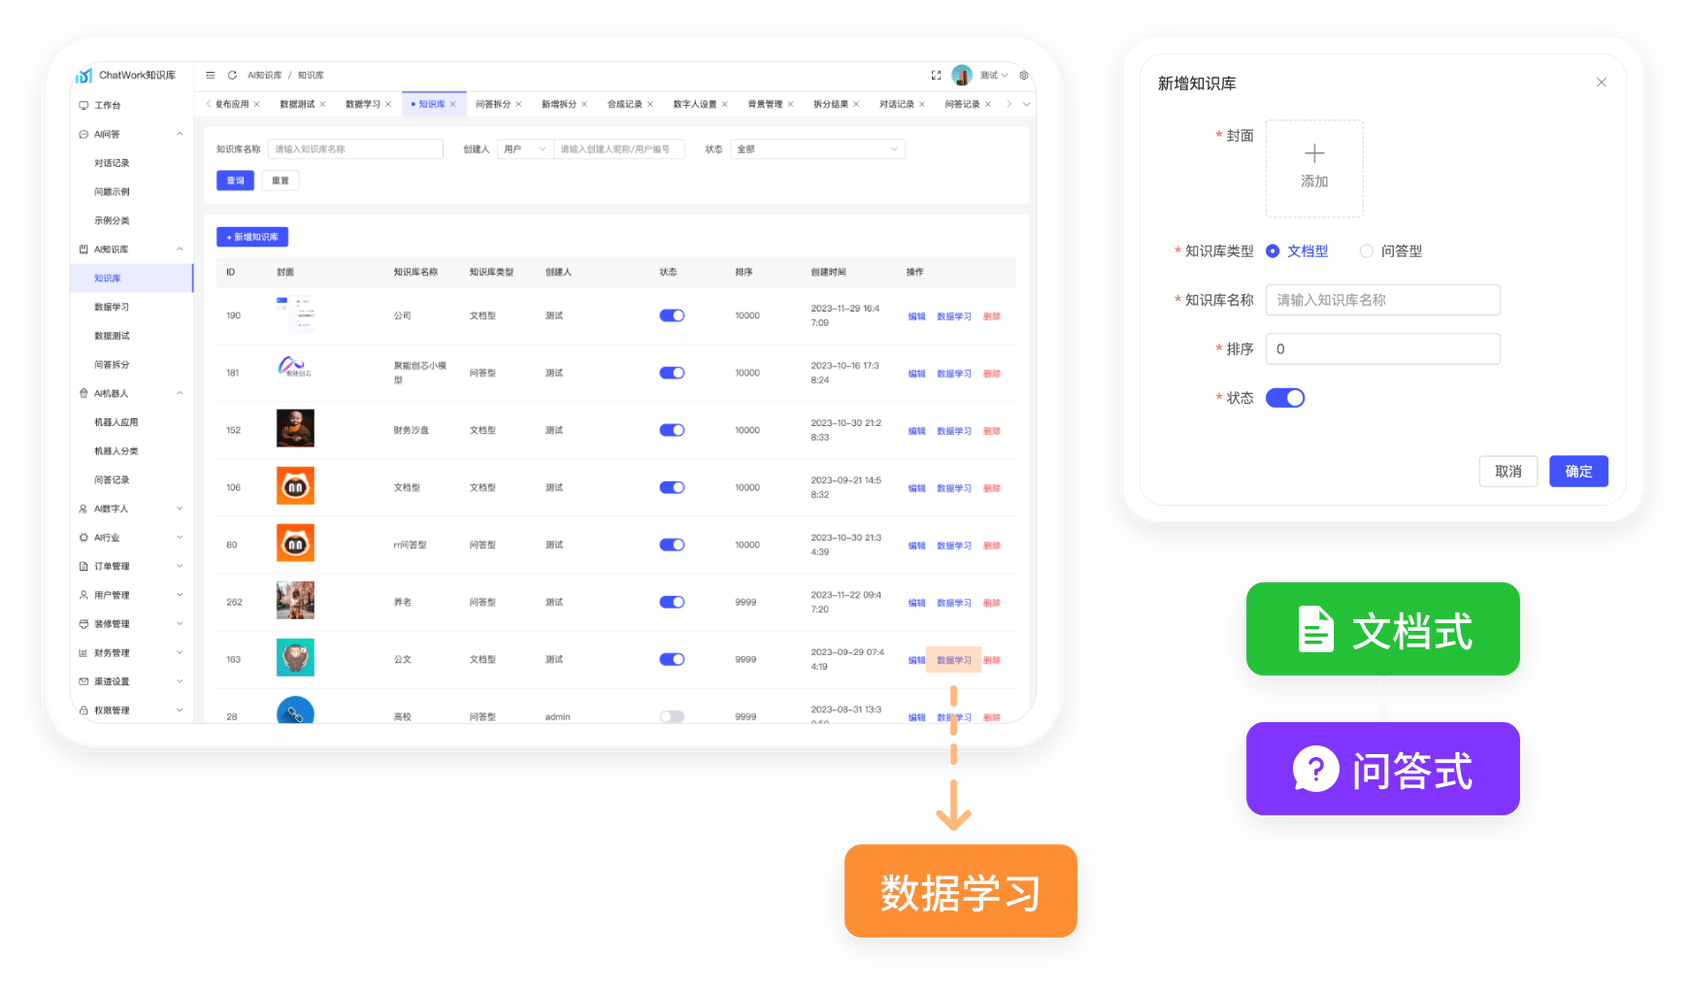 ChatWork知识库
AI知识库 / 知识库
测试
工作台
AI问答
对话记录
问题示例
示例分类
AI知识库
知识库
数据学习
数据测试
问答拆分
AI机器人
机器人应用
机器人分类
问答记录
AI数字人
AI行业
订单管理
用户管理
装修管理
财务管理
渠道设置
权限管理
发布应用 数据测试 数据学习 知识库 问答拆分 新增拆分 合成记录 数字人设置 背景管理 拆分结果 对话记录 问答记录
知识库名称 请输入知识库名称 创建人 用户 请输入创建人昵称/用户编号 状态 全部
查询 重置
+ 新增知识库
ID 封面 知识库名称 知识库类型 创建人 状态 排序 创建时间 操作
190 公司 文档型 测试 10000 2023-11-29 16:4
7:09 编辑 数据学习 删除
181 聚能创芯 聚能创芯小模
型 问答型 测试 10000 2023-10-16 17:3
8:24 编辑 数据学习 删除
152 财务沙盘 文档型 测试 10000 2023-10-30 21:2
8:33 编辑 数据学习 删除
106 文档型 文档型 测试 10000 2023-09-21 14:5
8:32 编辑 数据学习 删除
80 rr问答型 问答型 测试 10000 2023-10-30 21:3
4:39 编辑 数据学习 删除
262 养老 问答型 测试 9999 2023-11-22 09:4
7:20 编辑 数据学习 删除
163 公文 文档型 测试 9999 2023-09-29 07:4
4:19 编辑 数据学习 删除
28 高校 问答型 admin 9999 2023-08-31 13:3
编辑 数据学习 删除
数据学习
新增知识库
* 封面
添加
* 知识库类型 文档型 问答型
* 知识库名称 请输入知识库名称
* 排序 0
* 状态
取消 确定
文档式
问答式